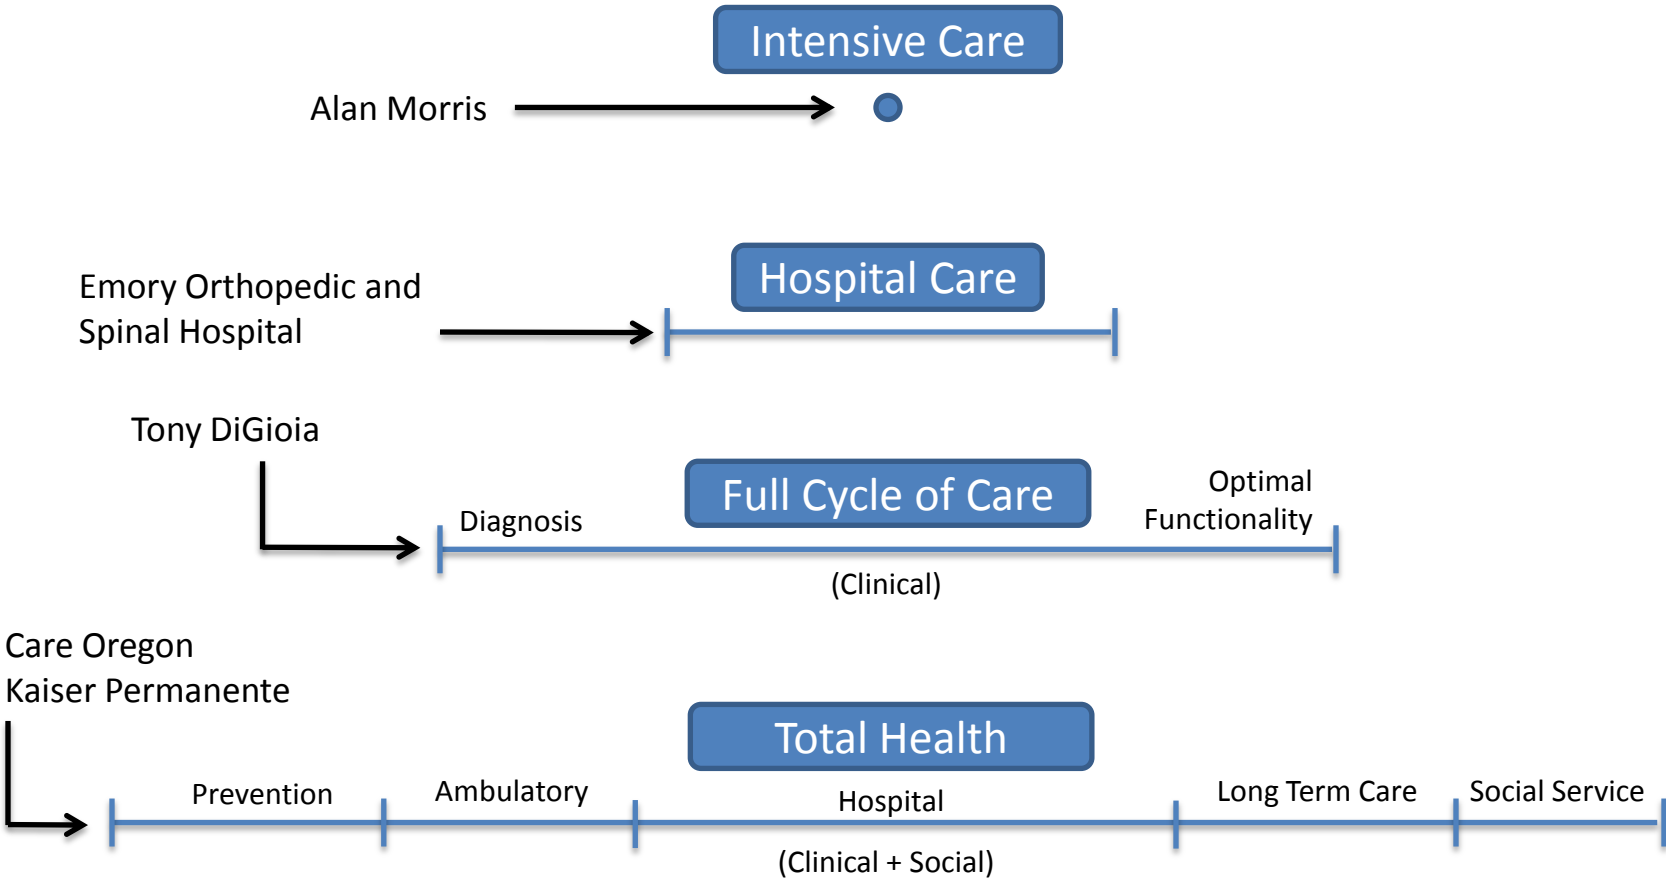 Intensive Care
Alan Morris
Hospital Care
Emory Orthopedic and
Spinal Hospital
Tony DiGioia
Full Cycle of Care
Diagnosis
Optimal
Functionality
(Clinical)
Care Oregon
Kaiser Permanente
Total Health
Prevention
Ambulatory
Hospital
Long Term Care
Social Service
(Clinical + Social)